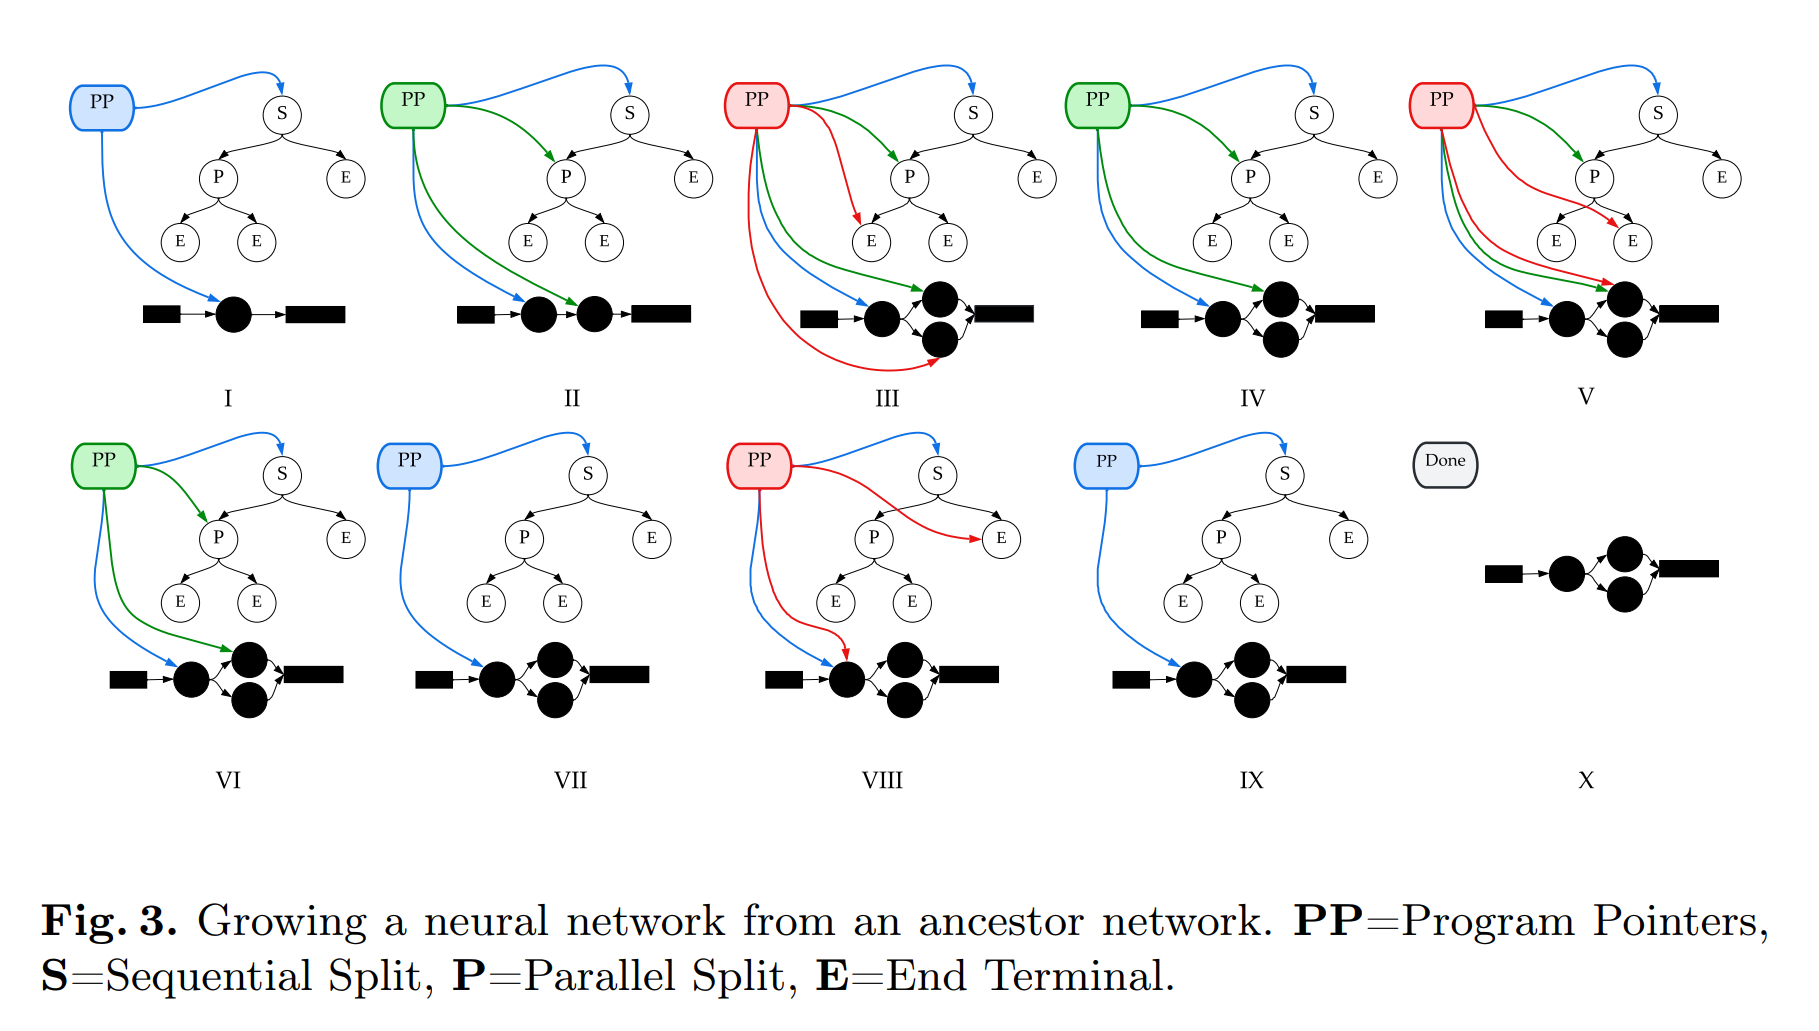 PP S PP S PP S PP S PP S
P E P E P E P E P E
E E E E E E E E E E
I II III IV V
PP S PP S PP S PP S Done
P E P E P E P E
E E E E E E E E
VI VII VIII IX X
Fig. 3. Growing a neural network from an ancestor network. PP=Program Pointers,
S=Sequential Split, P=Parallel Split, E=End Terminal.